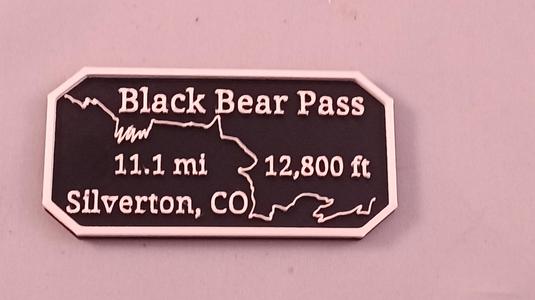 Black Bear Pass
11.1 mi 12,800 ft
Silverton, CO